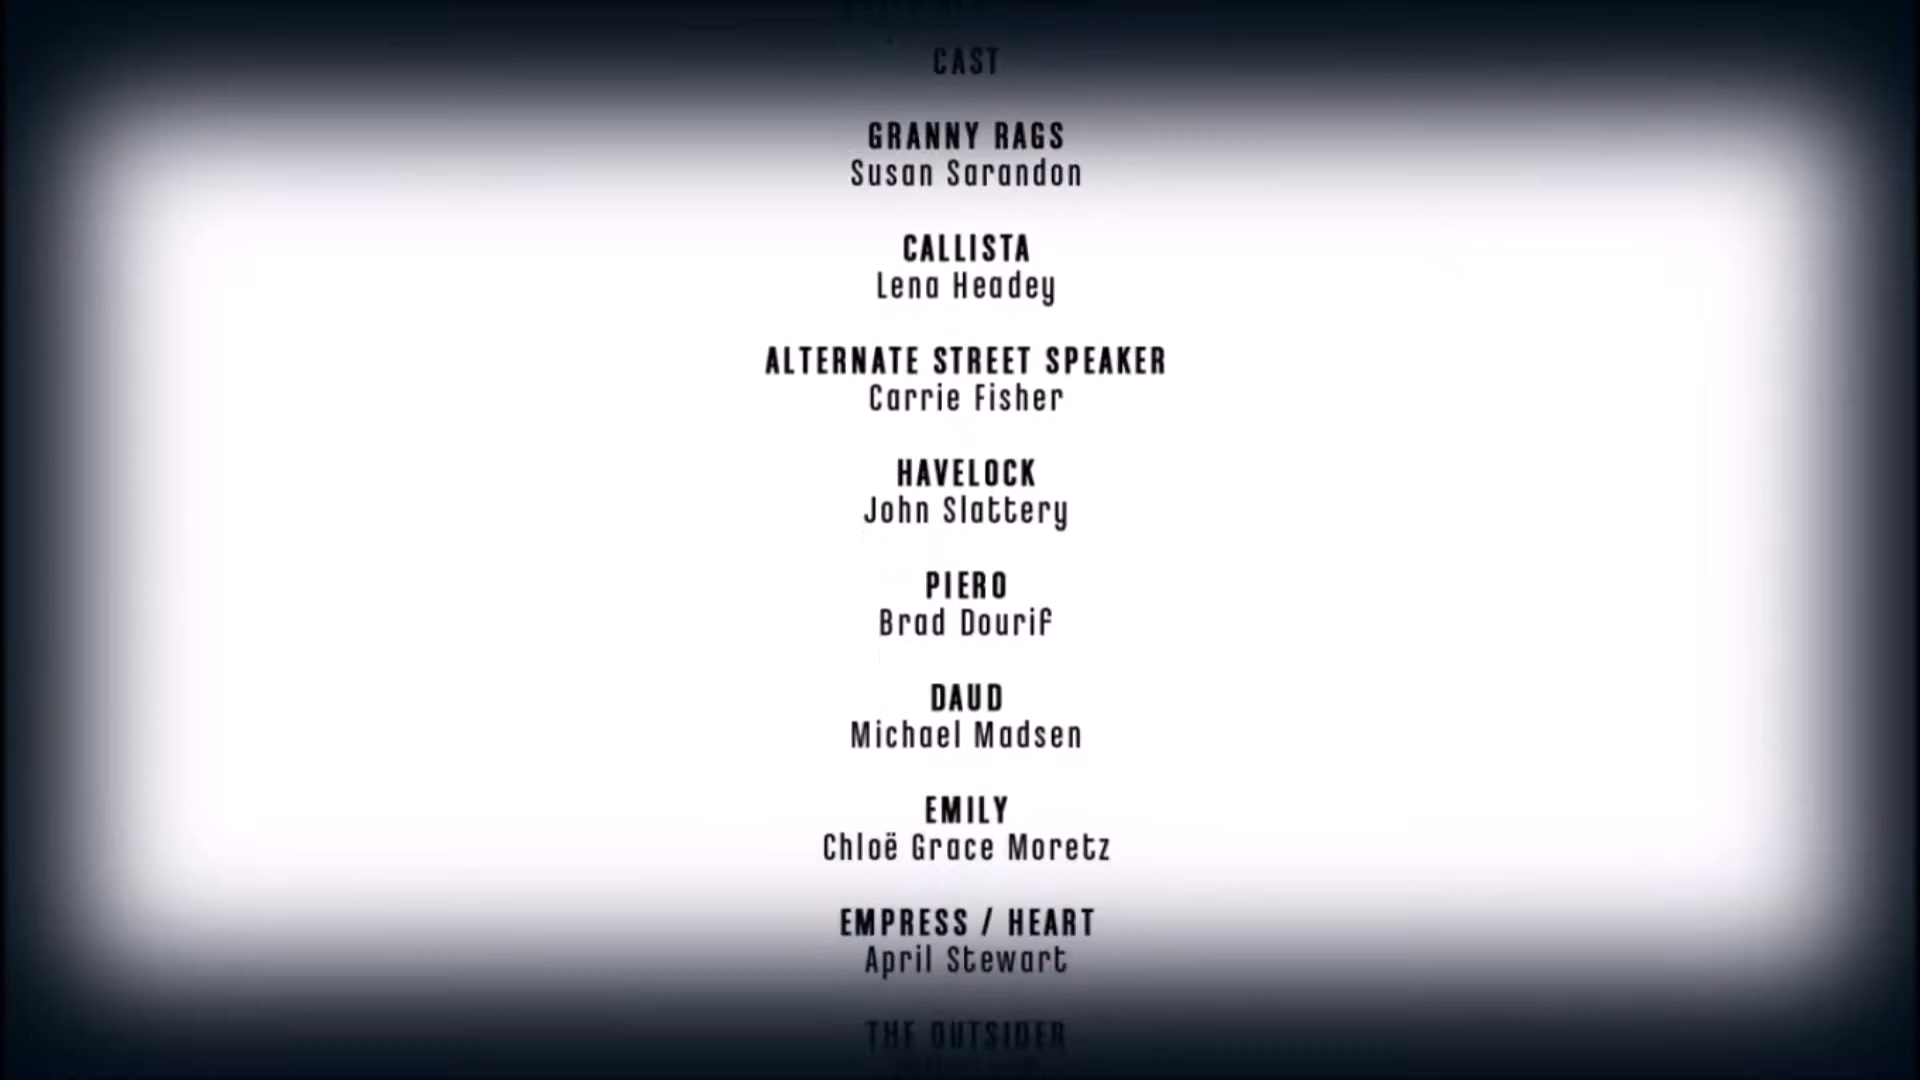 CAST
GRANNY RAGS
Susan Sarandon
CALLISTA
Lena Headey
ALTERNATE STREET SPEAKER
Carrie Fisher
HAVELOCK
John Slattery
PIERO
Brad Dourif
DAUD
Michael Madsen
EMILY
Chloë Grace Moretz
EMPRESS / HEART
April Stewart
THE OUTSIDER